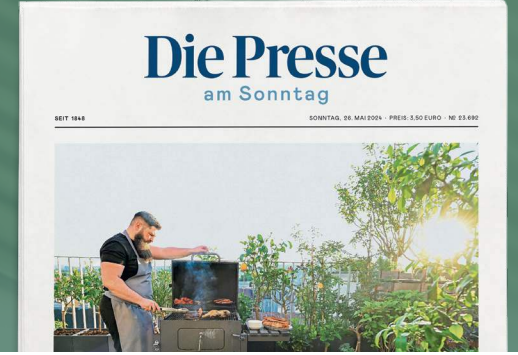 Die Presse
am Sonntag
SEIT 1848
SONNTAG, 26. MAI 2024 · PREIS: 3,50 EURO · № 23.692